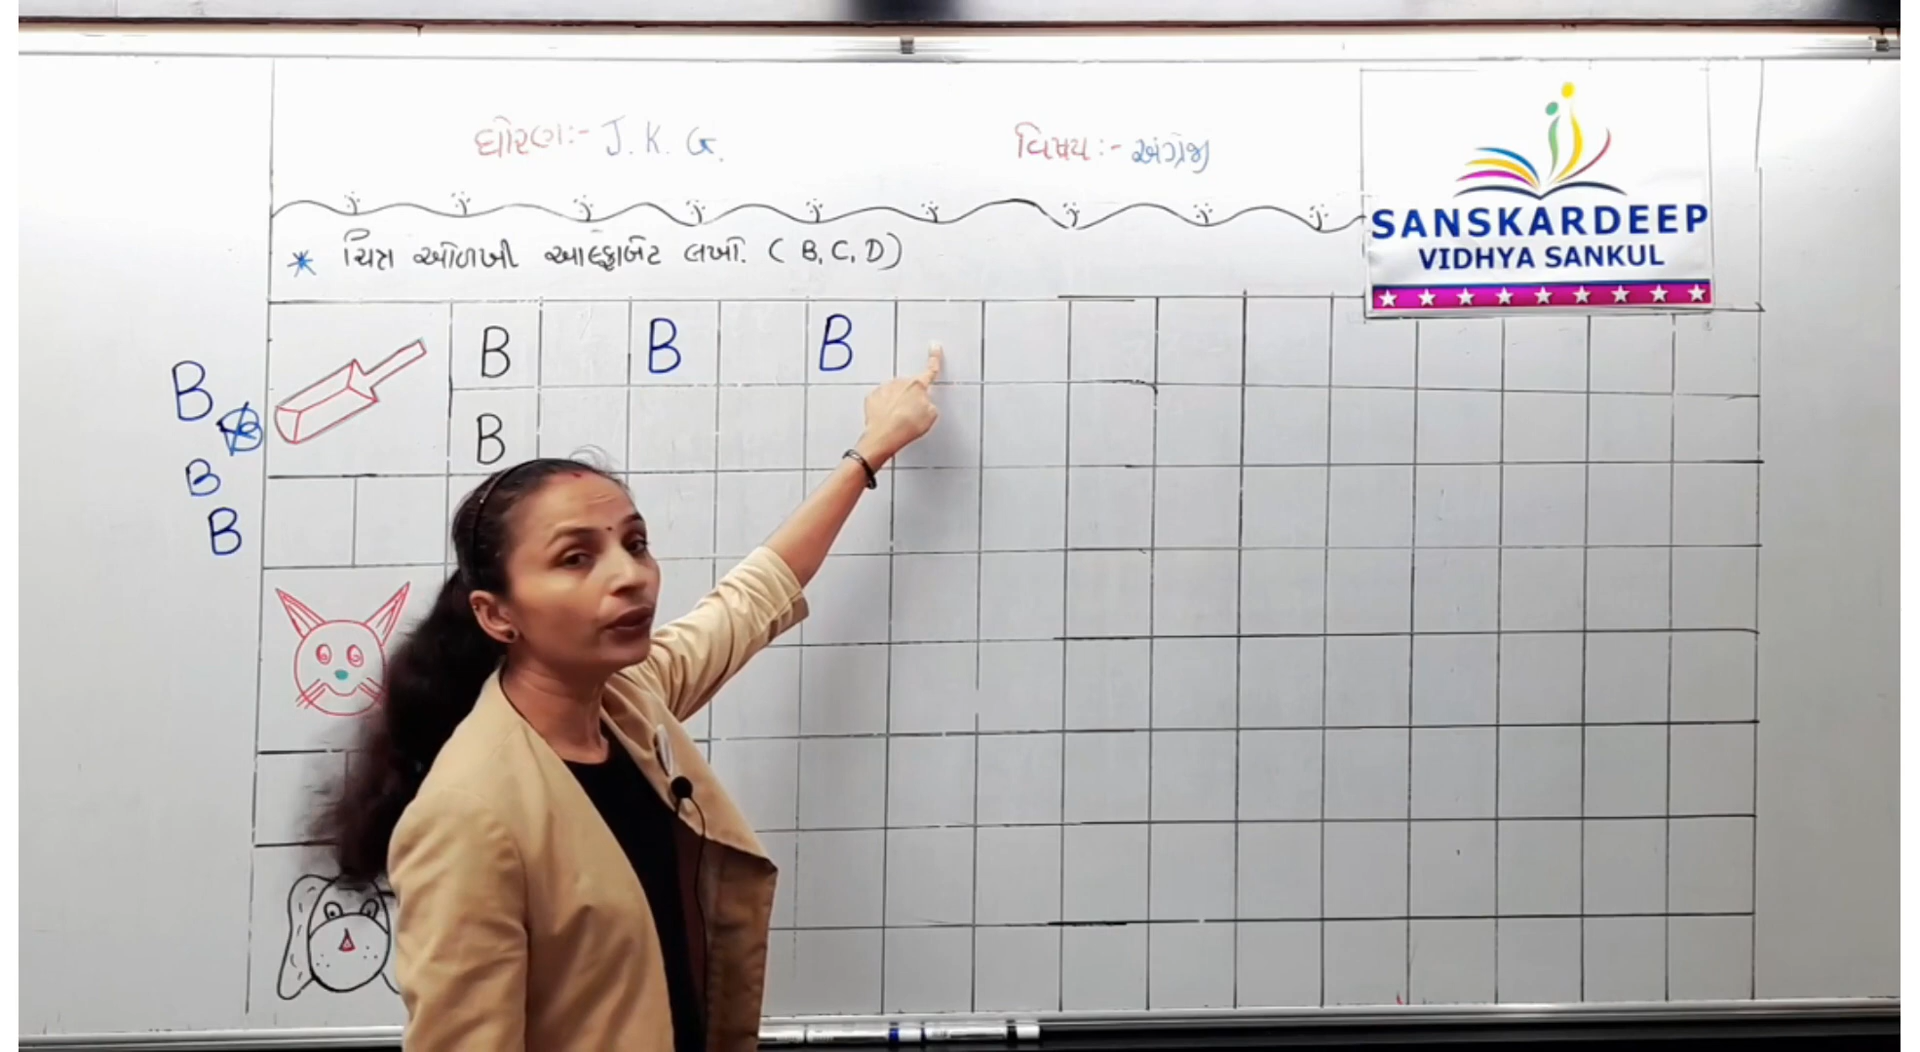 ધોરણ:- J. K. G.
વિષય:- અંગ્રેજી
SANSKARDEEP
VIDHYA SANKUL
* ચિત્ર ઓળખી આલ્ફાબેટ લખો. ( B, C, D )
B B B
B
B
B
B